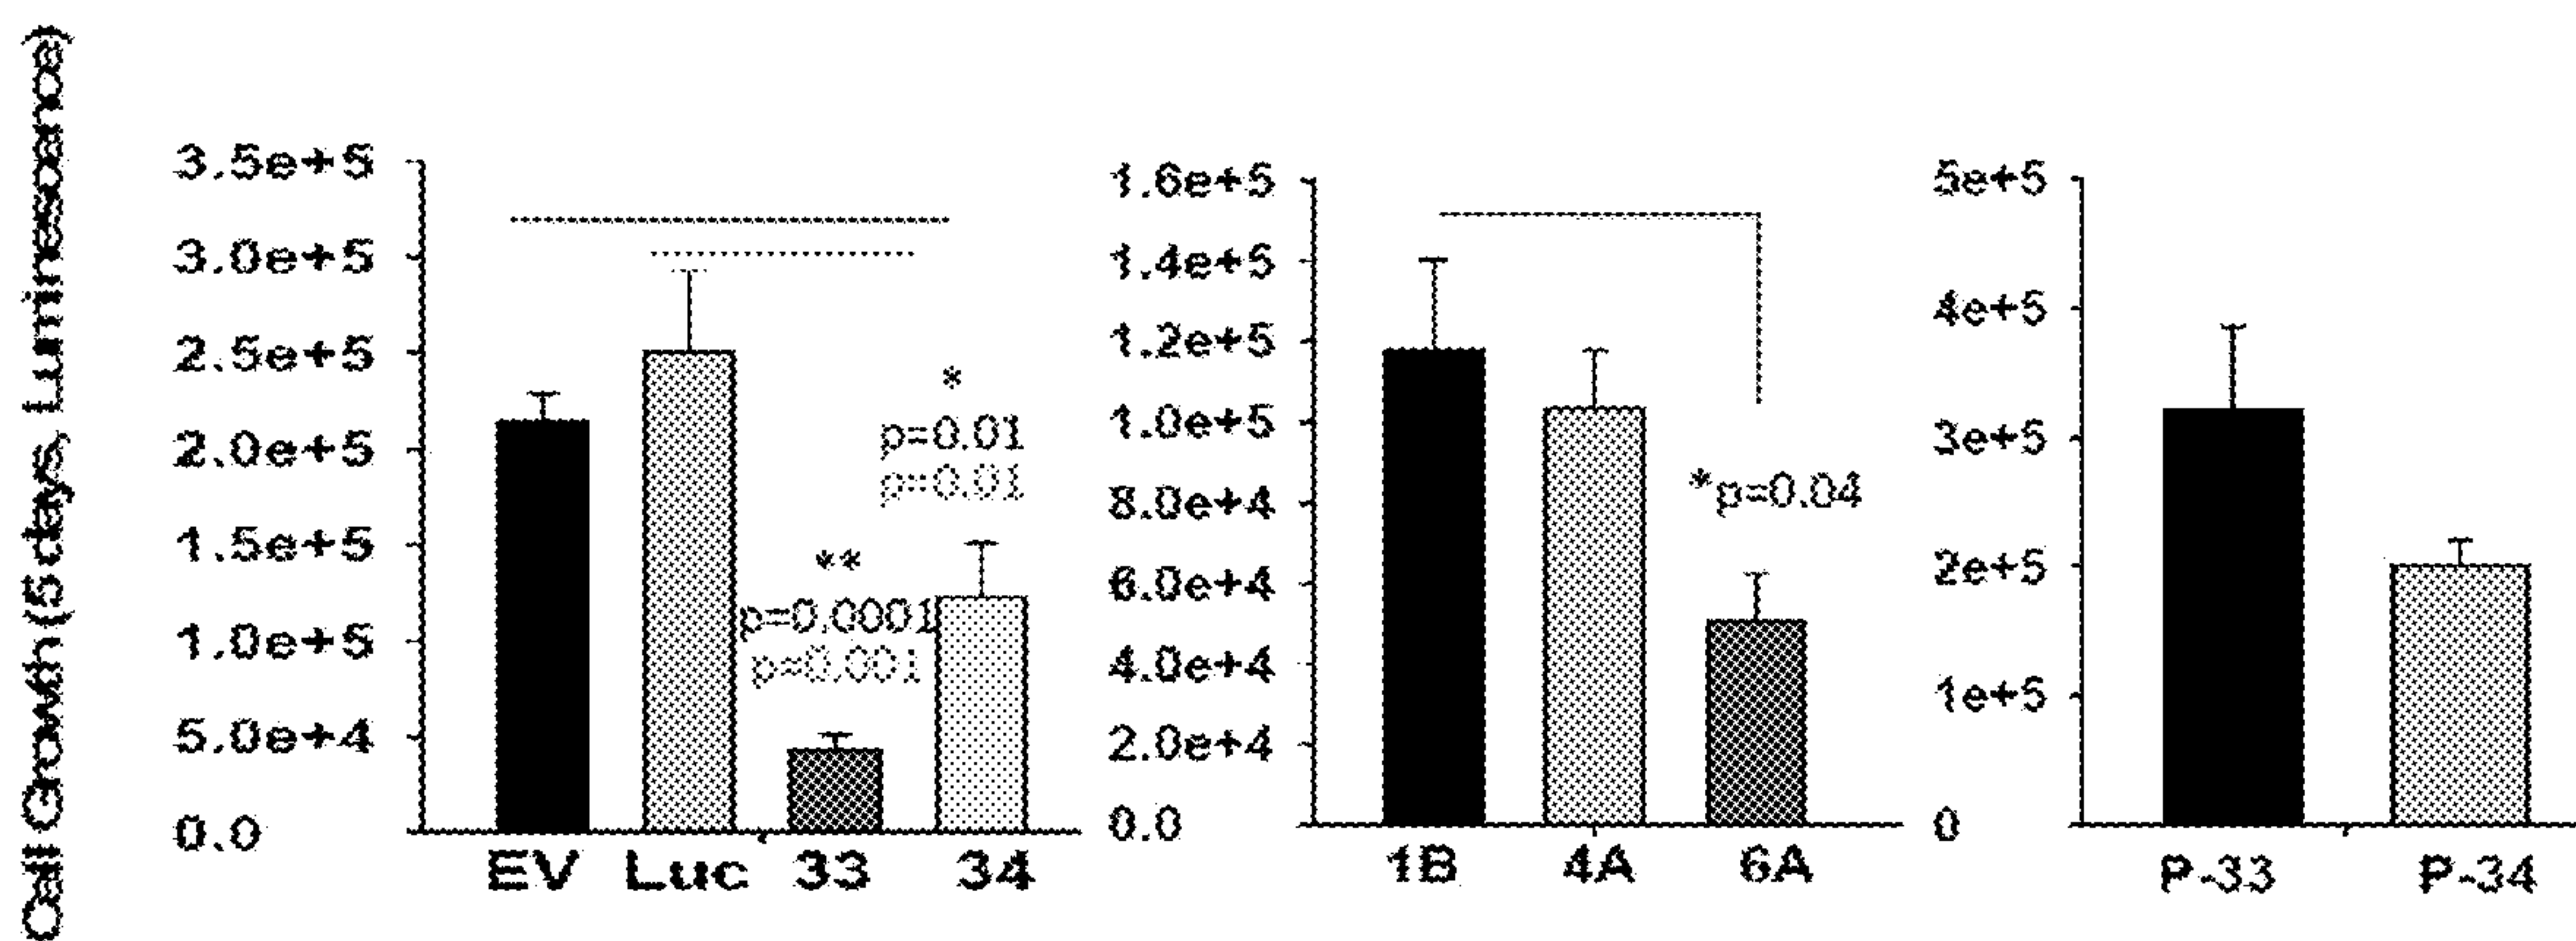 Cell Growth (5 days, Luminescence)
3.5e+5
3.0e+5
2.5e+5
2.0e+5
1.5e+5
1.0e+5
5.0e+4
0.0
*
p=0.01
p=0.01
**
p=0.0001
p=0.001
EV Luc 33 34
1.6e+5
1.4e+5
1.2e+5
1.0e+5
8.0e+4
6.0e+4
4.0e+4
2.0e+4
0.0
*p=0.04
1B 4A 6A
5e+5
4e+5
3e+5
2e+5
1e+5
0
P-33 P-34